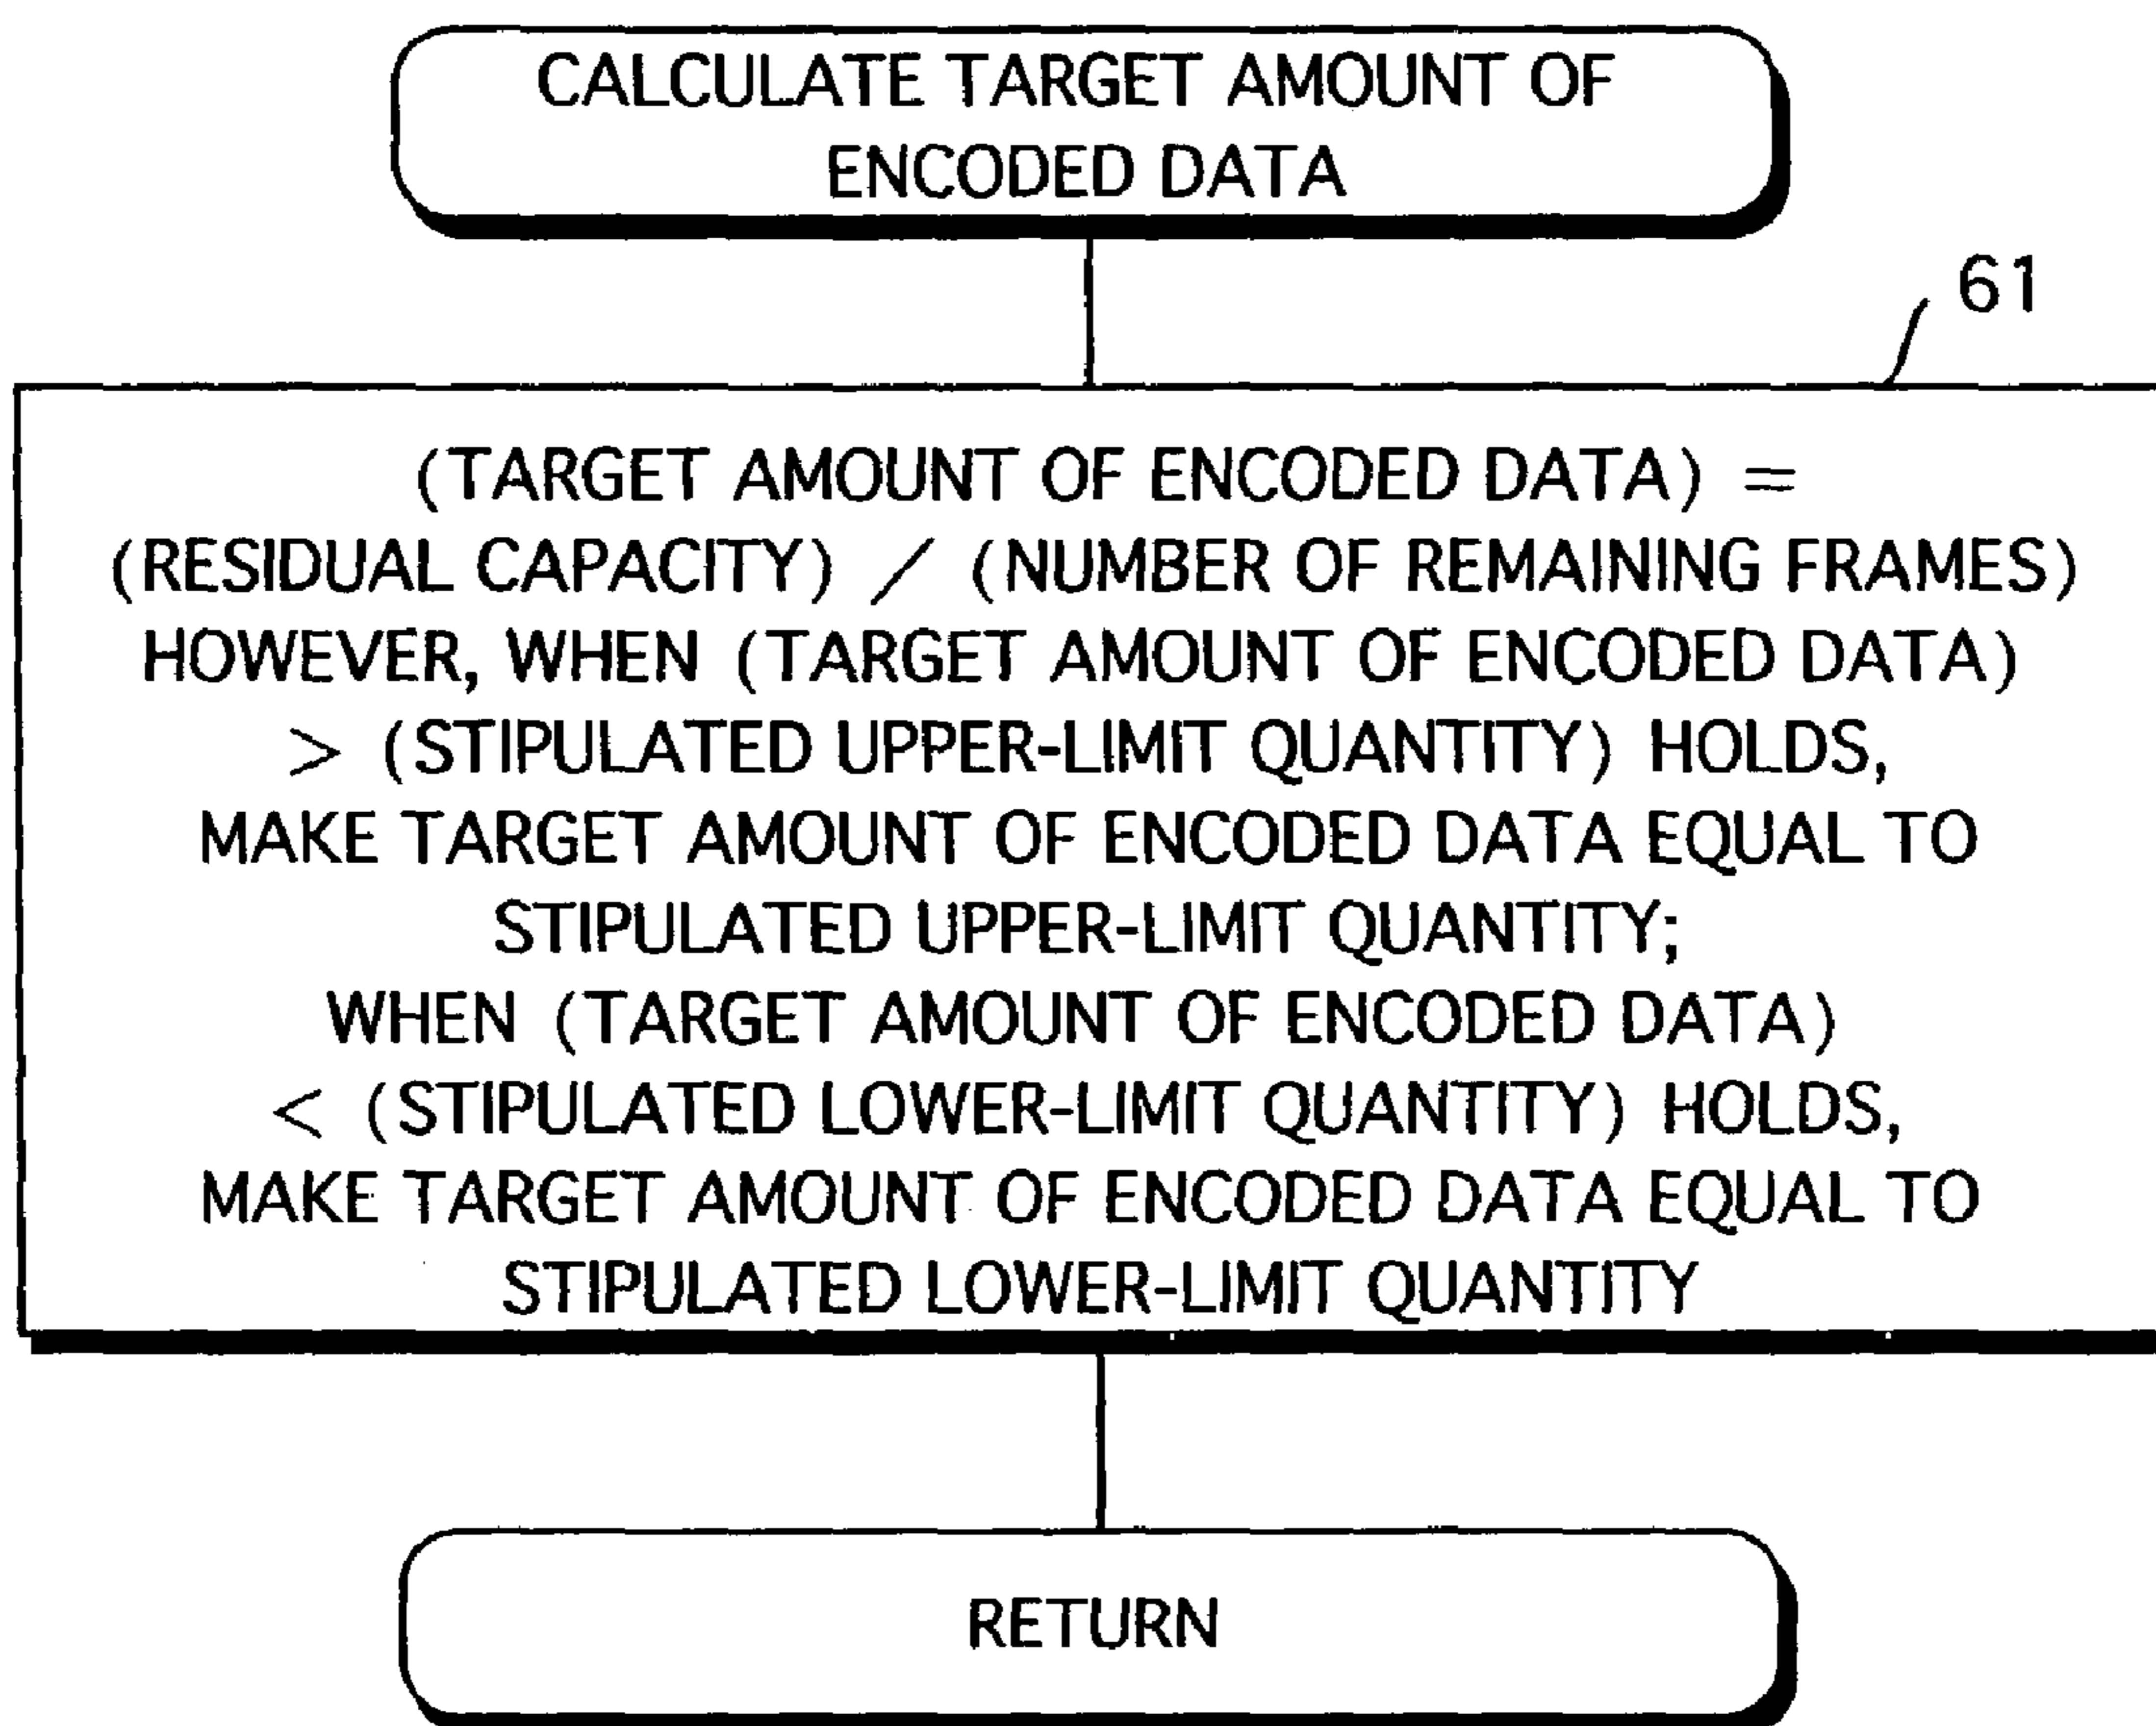 CALCULATE TARGET AMOUNT OF
ENCODED DATA
61
(TARGET AMOUNT OF ENCODED DATA) =
(RESIDUAL CAPACITY) / (NUMBER OF REMAINING FRAMES)
HOWEVER, WHEN (TARGET AMOUNT OF ENCODED DATA)
> (STIPULATED UPPER-LIMIT QUANTITY) HOLDS,
MAKE TARGET AMOUNT OF ENCODED DATA EQUAL TO
STIPULATED UPPER-LIMIT QUANTITY;
WHEN (TARGET AMOUNT OF ENCODED DATA)
< (STIPULATED LOWER-LIMIT QUANTITY) HOLDS,
MAKE TARGET AMOUNT OF ENCODED DATA EQUAL TO
STIPULATED LOWER-LIMIT QUANTITY
RETURN